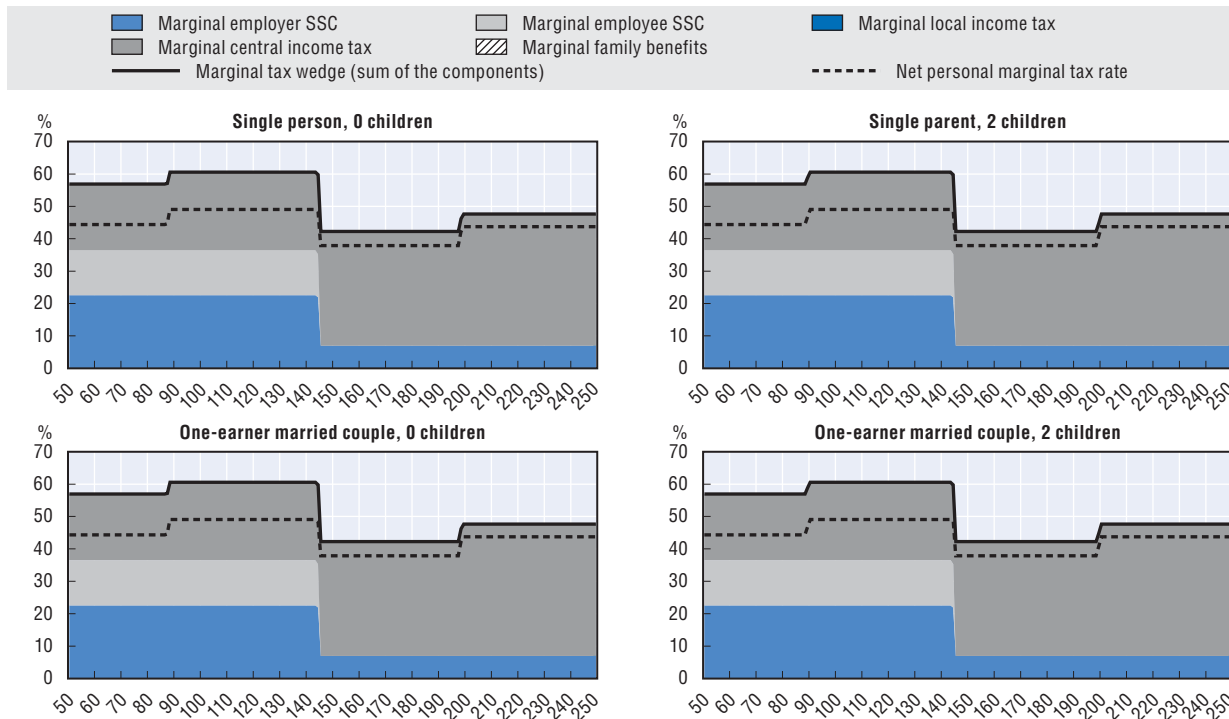 Marginal employer SSC Marginal employee SSC Marginal local income tax
Marginal central income tax Marginal family benefits
Marginal tax wedge (sum of the components) Net personal marginal tax rate
% Single person, 0 children
70
60
50
40
30
20
10
0
50 60 70 80 90 100 110 120 130 140 150 160 170 180 190 200 210 220 230 240 250
% Single parent, 2 children
70
60
50
40
30
20
10
0
50 60 70 80 90 100 110 120 130 140 150 160 170 180 190 200 210 220 230 240 250
% One-earner married couple, 0 children
70
60
50
40
30
20
10
0
50 60 70 80 90 100 110 120 130 140 150 160 170 180 190 200 210 220 230 240 250
% One-earner married couple, 2 children
70
60
50
40
30
20
10
0
50 60 70 80 90 100 110 120 130 140 150 160 170 180 190 200 210 220 230 240 250